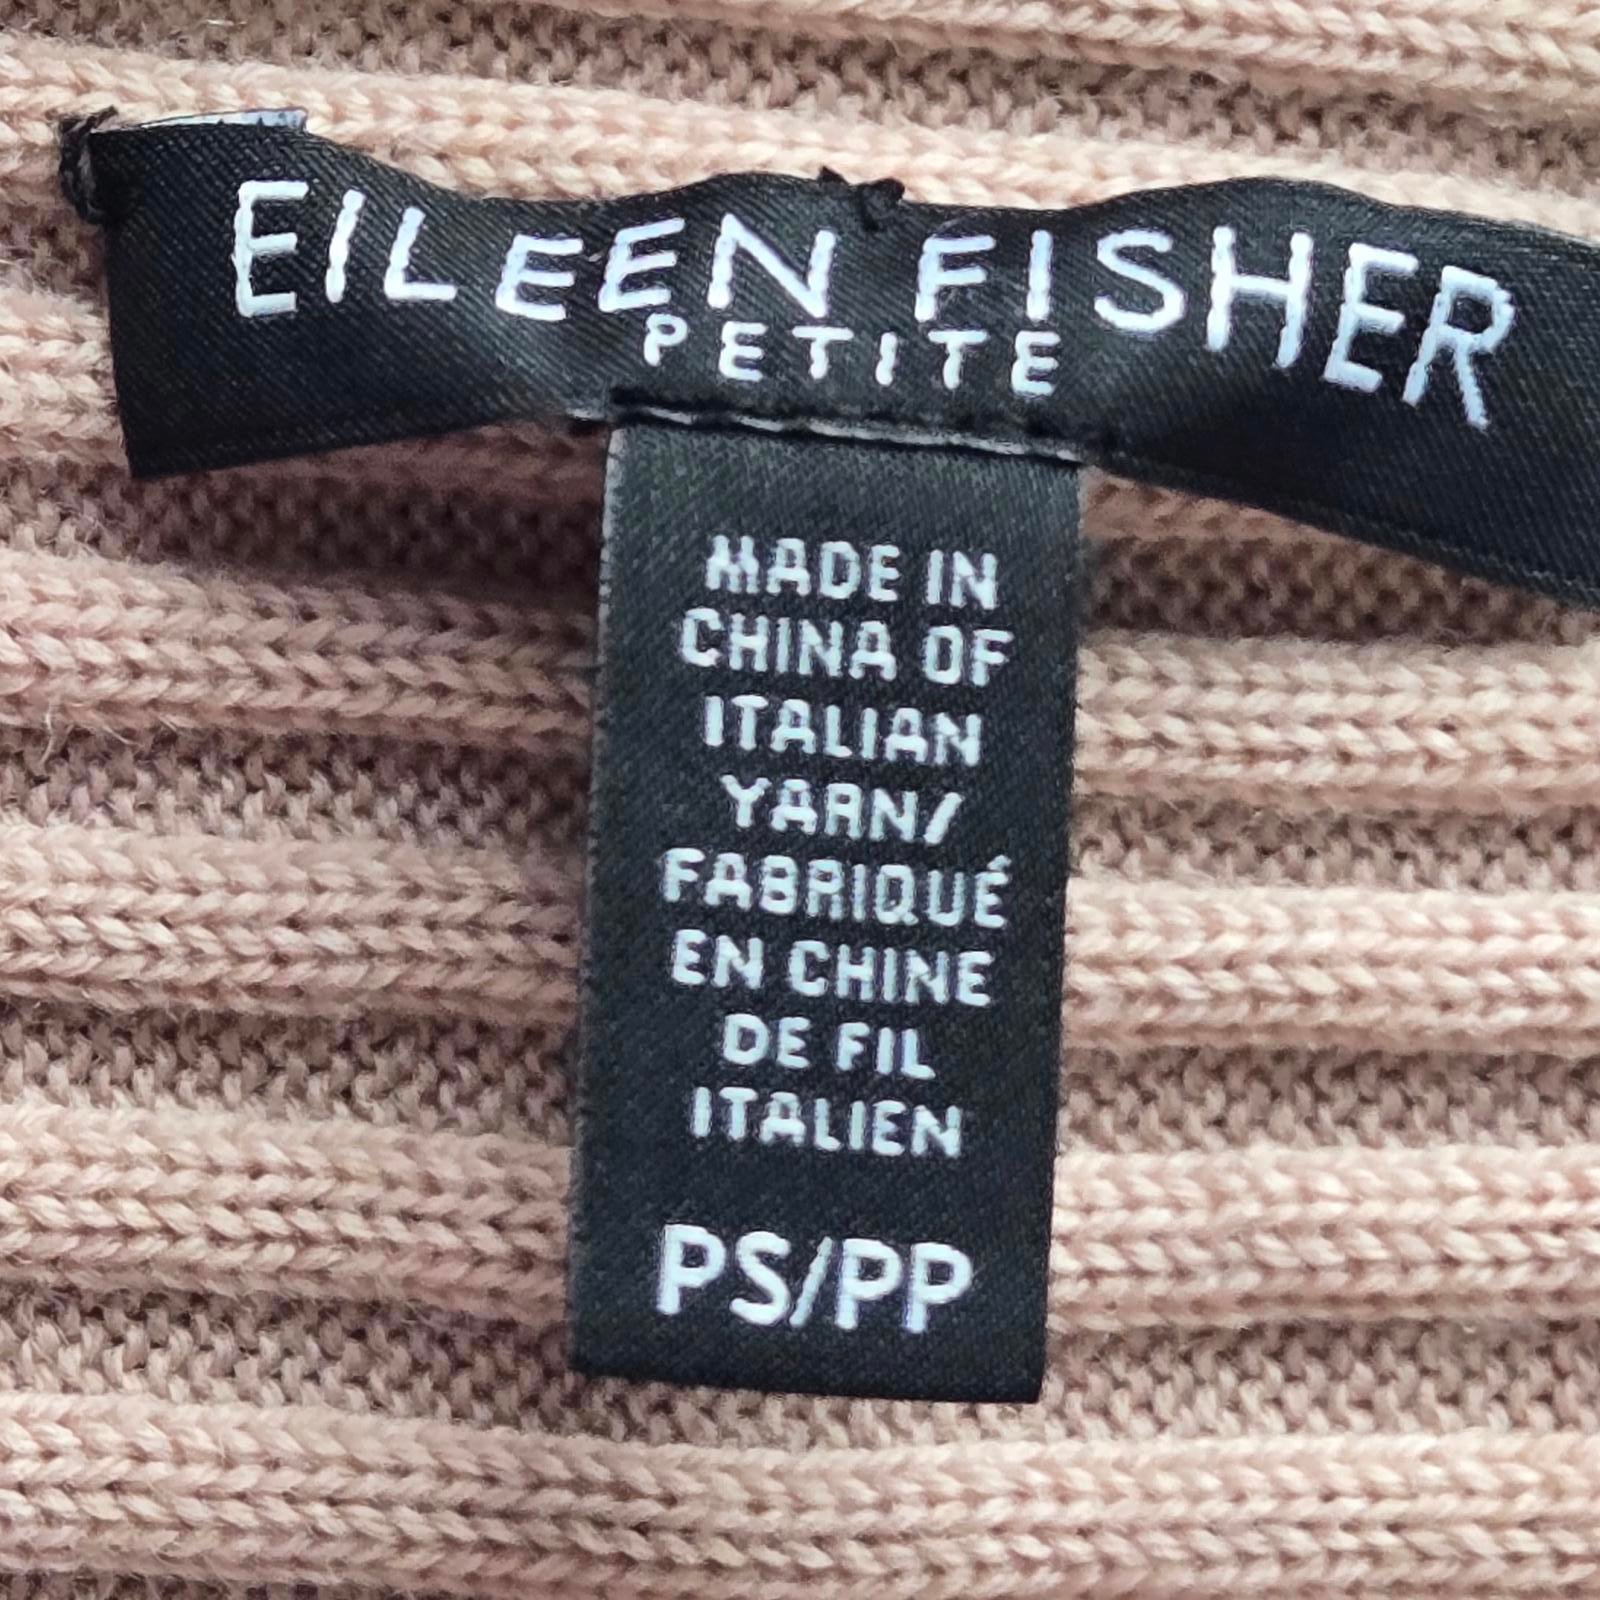 EILEEN FISHER
PETITE
MADE IN
CHINA OF
ITALIAN
YARN/
FABRIQUÉ
EN CHINE
DE FIL
ITALIEN
PS/PP